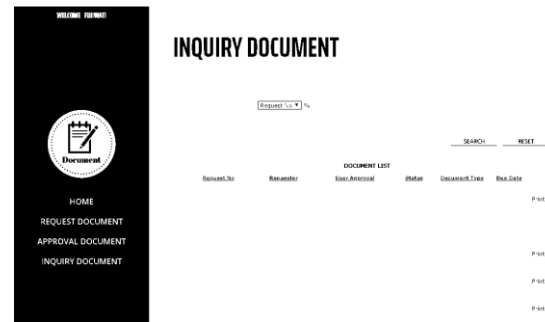 WELCOME FUJIWATI
INQUIRY DOCUMENT
Request No
%
SEARCH RESET
Document
DOCUMENT LIST
Request No Requester User Approval Status Document Type Due Date
HOME
Print
REQUEST DOCUMENT
APPROVAL DOCUMENT
Print
INQUIRY DOCUMENT
Print
Print